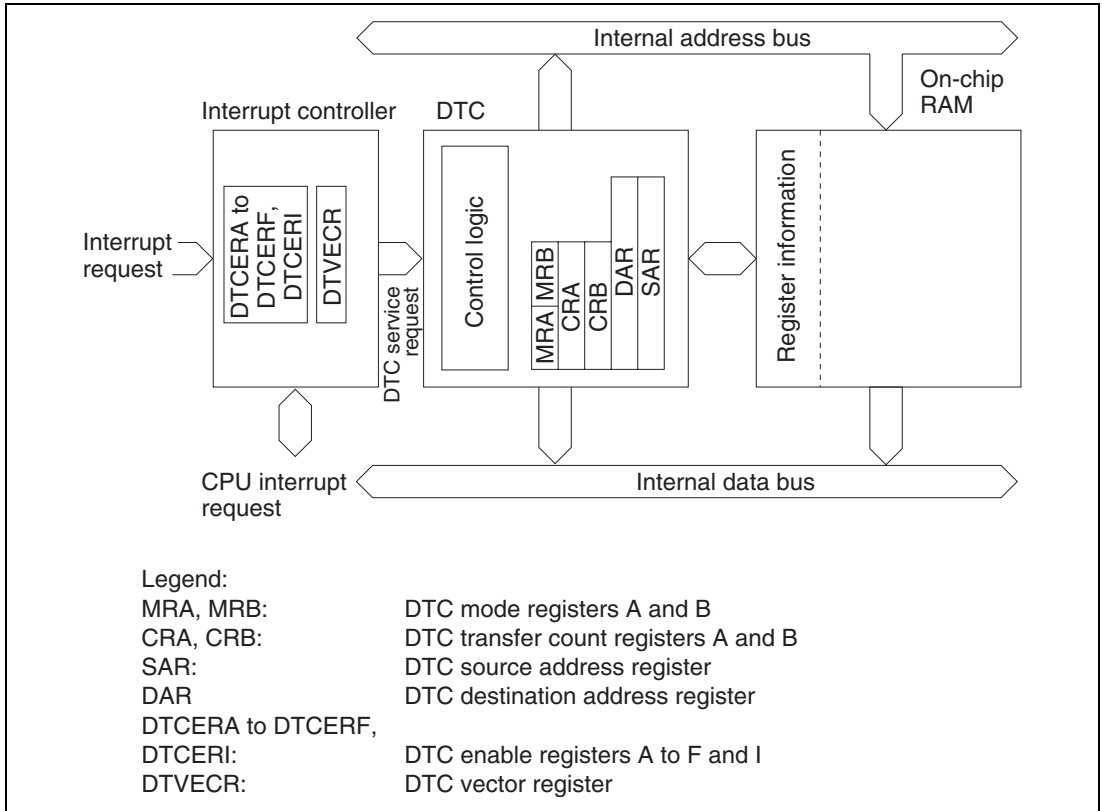 Internal address bus
On-chip
RAM
Interrupt controller
DTC
Interrupt
request
DTCERA to
DTCERF,
DTCERI
DTVECR
DTC service
request
Control logic
MRA MRB
CRA
CRB
DAR
SAR
Register information
CPU interrupt
request
Internal data bus
Legend:
MRA, MRB: DTC mode registers A and B
CRA, CRB: DTC transfer count registers A and B
SAR: DTC source address register
DAR DTC destination address register
DTCERA to DTCERF,
DTCERI: DTC enable registers A to F and I
DTVECR: DTC vector register